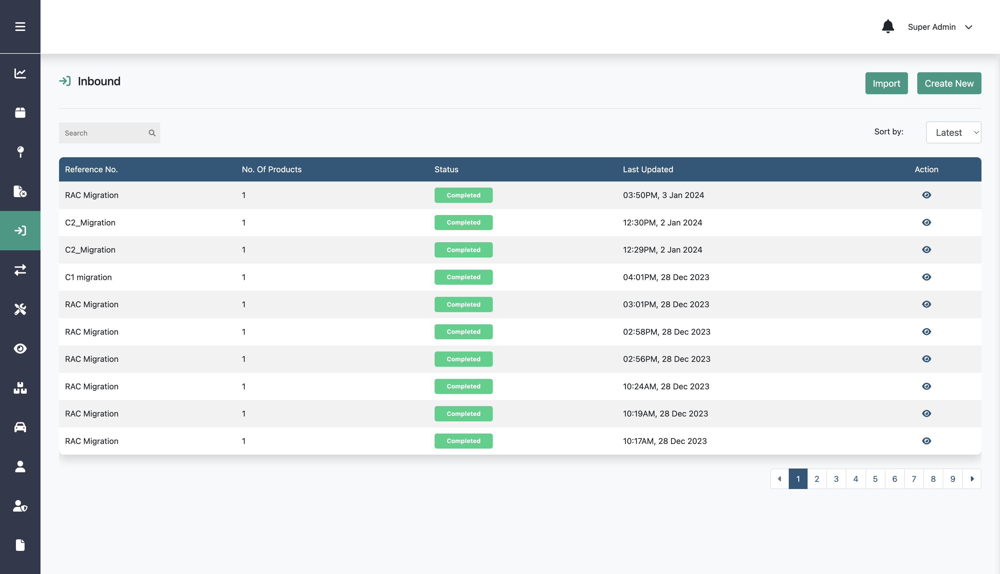 Super Admin
Inbound
Import Create New
Search
Sort by: Latest
Reference No. No. Of Products Status Last Updated Action
RAC Migration 1 Completed 03:50PM, 3 Jan 2024
C2_Migration 1 Completed 12:30PM, 2 Jan 2024
C2_Migration 1 Completed 12:29PM, 2 Jan 2024
C1 migration 1 Completed 04:01PM, 28 Dec 2023
RAC Migration 1 Completed 03:01PM, 28 Dec 2023
RAC Migration 1 Completed 02:58PM, 28 Dec 2023
RAC Migration 1 Completed 02:56PM, 28 Dec 2023
RAC Migration 1 Completed 10:24AM, 28 Dec 2023
RAC Migration 1 Completed 10:19AM, 28 Dec 2023
RAC Migration 1 Completed 10:17AM, 28 Dec 2023
1 2 3 4 5 6 7 8 9